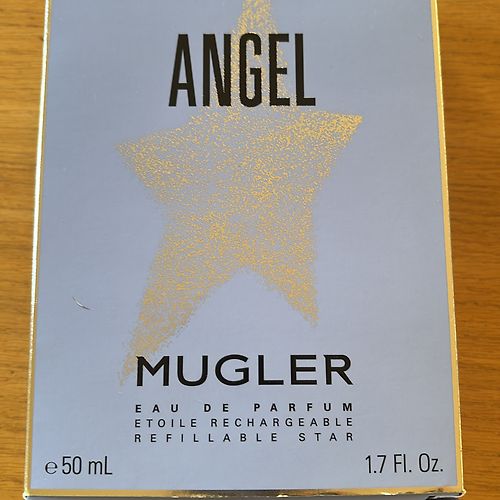 ANGEL
MUGLER
EAU DE PARFUM
ETOILE RECHARGEABLE
REFILLABLE STAR
℮ 50 mL 1.7 Fl. Oz.